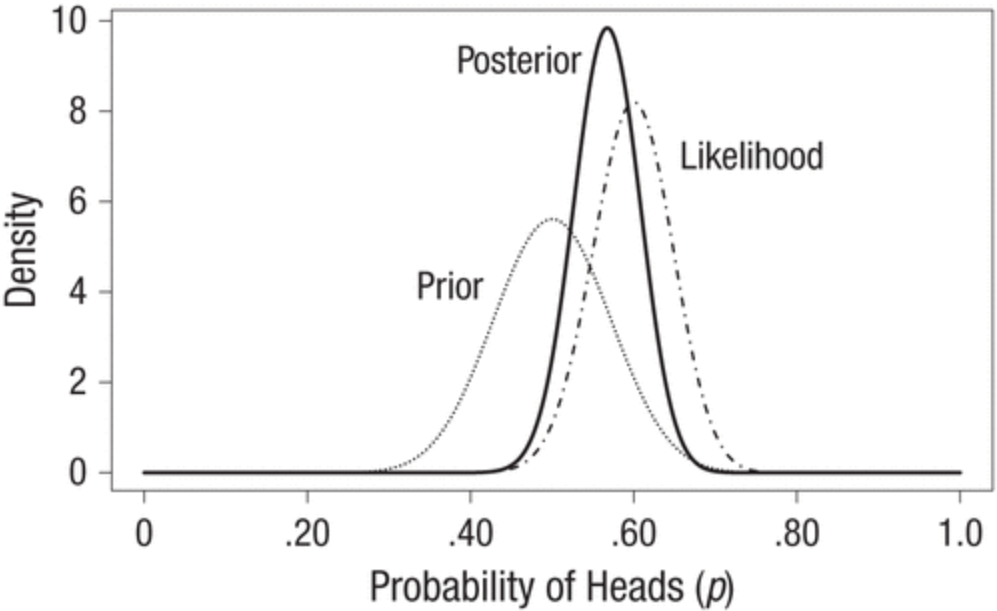 10
8
6
4
2
0
Density
Posterior
Likelihood
Prior
0 .20 .40 .60 .80 1.0
Probability of Heads (p)